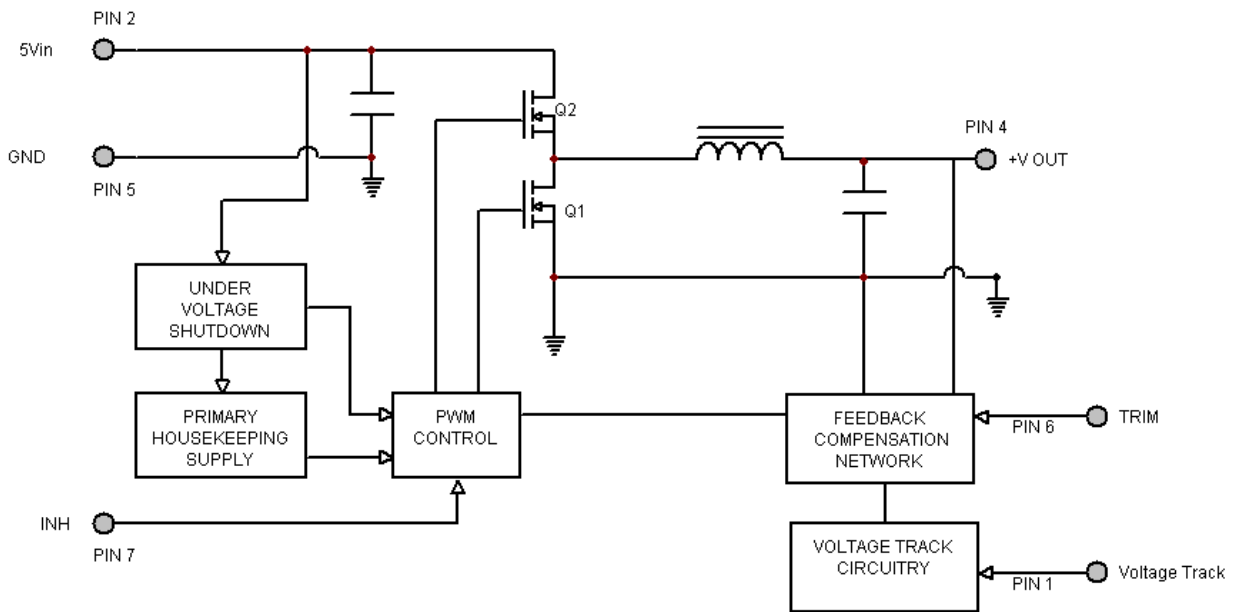 PIN 2
5Vin
Q2
PIN 4
+V OUT
GND
PIN 5
Q1
UNDER
VOLTAGE
SHUTDOWN
PRIMARY
HOUSEKEEPING
SUPPLY
PWM
CONTROL
FEEDBACK
COMPENSATION
NETWORK
PIN 6
TRIM
INH
PIN 7
VOLTAGE TRACK
CIRCUITRY
PIN 1
Voltage Track